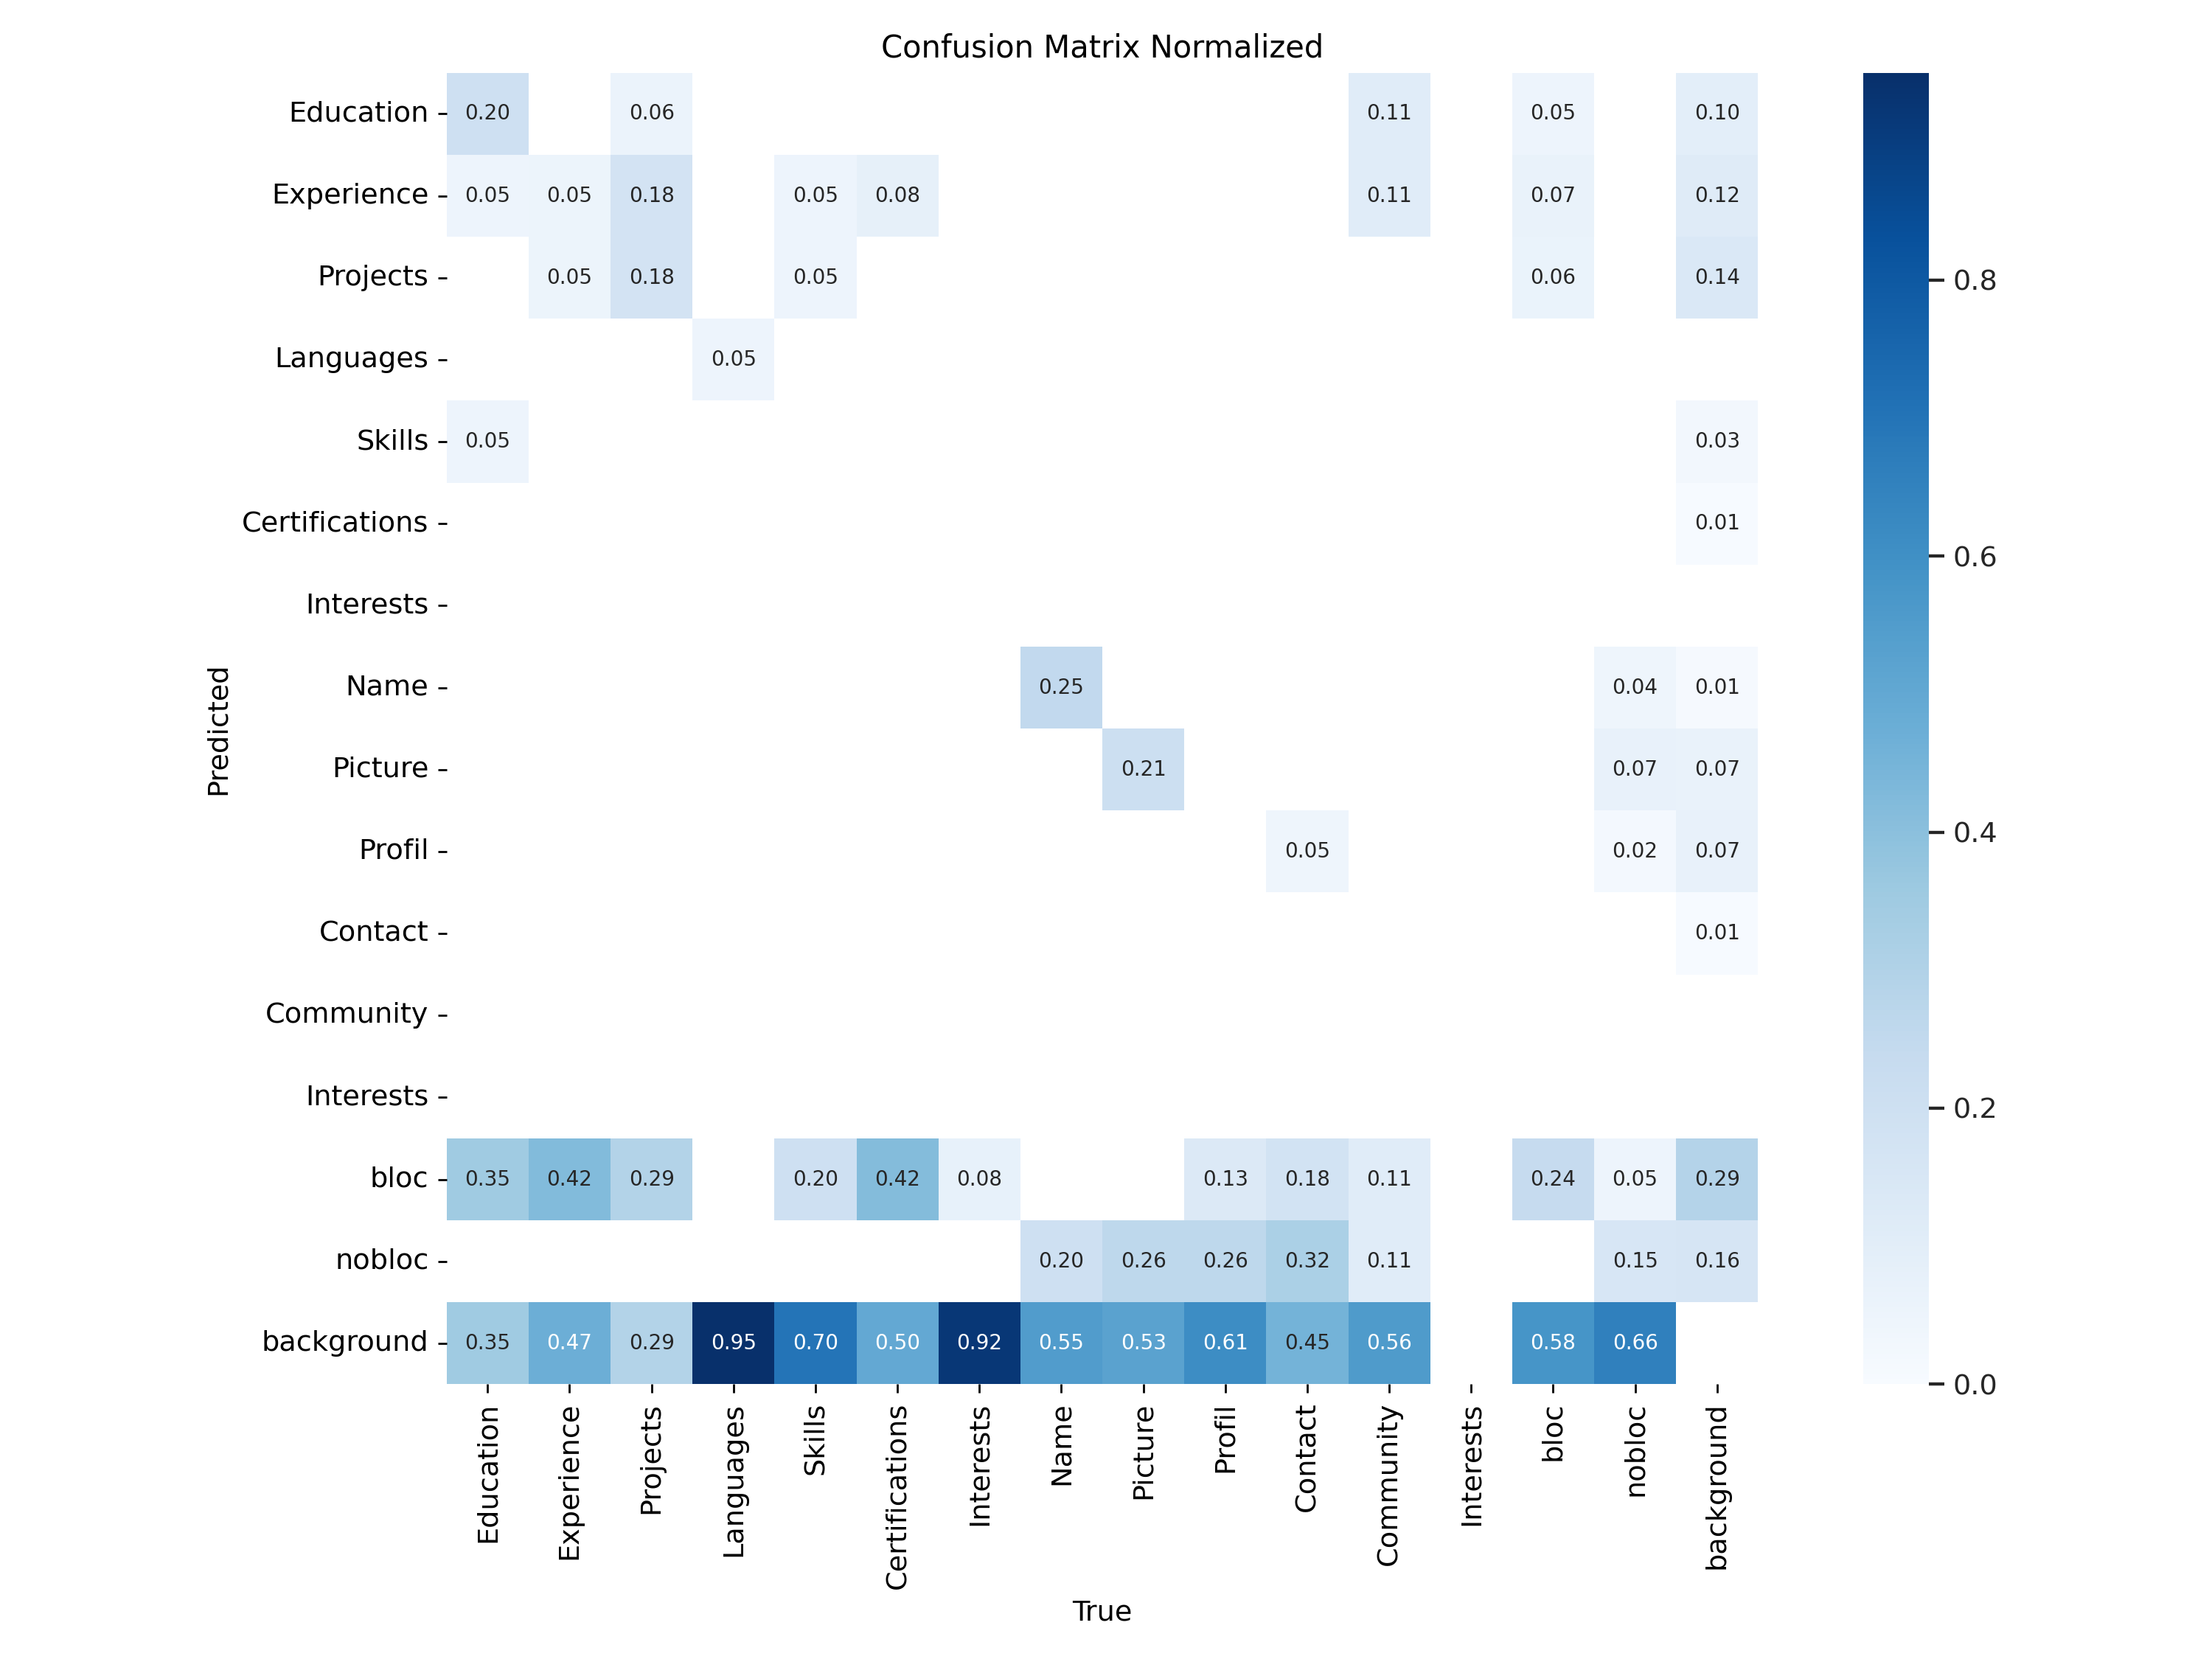 Confusion Matrix Normalized
Education 0.20 0.06 0.11 0.05 0.10
Experience 0.05 0.05 0.18 0.05 0.08 0.11 0.07 0.12
Projects 0.05 0.18 0.05 0.06 0.14
0.8
Languages 0.05
Skills 0.05 0.03
Certifications 0.01
0.6
Interests
Name 0.25 0.04 0.01
Predicted
Picture 0.21 0.07 0.07
Profil 0.05 0.02 0.07
0.4
Contact 0.01
Community
Interests
0.2
bloc 0.35 0.42 0.29 0.20 0.42 0.08 0.13 0.18 0.11 0.24 0.05 0.29
nobloc 0.20 0.26 0.26 0.32 0.11 0.15 0.16
background 0.35 0.47 0.29 0.95 0.70 0.50 0.92 0.55 0.53 0.61 0.45 0.56 0.58 0.66
0.0
Education Experience Projects Languages Skills Certifications Interests Name Picture Profil Contact Community Interests bloc nobloc background
True